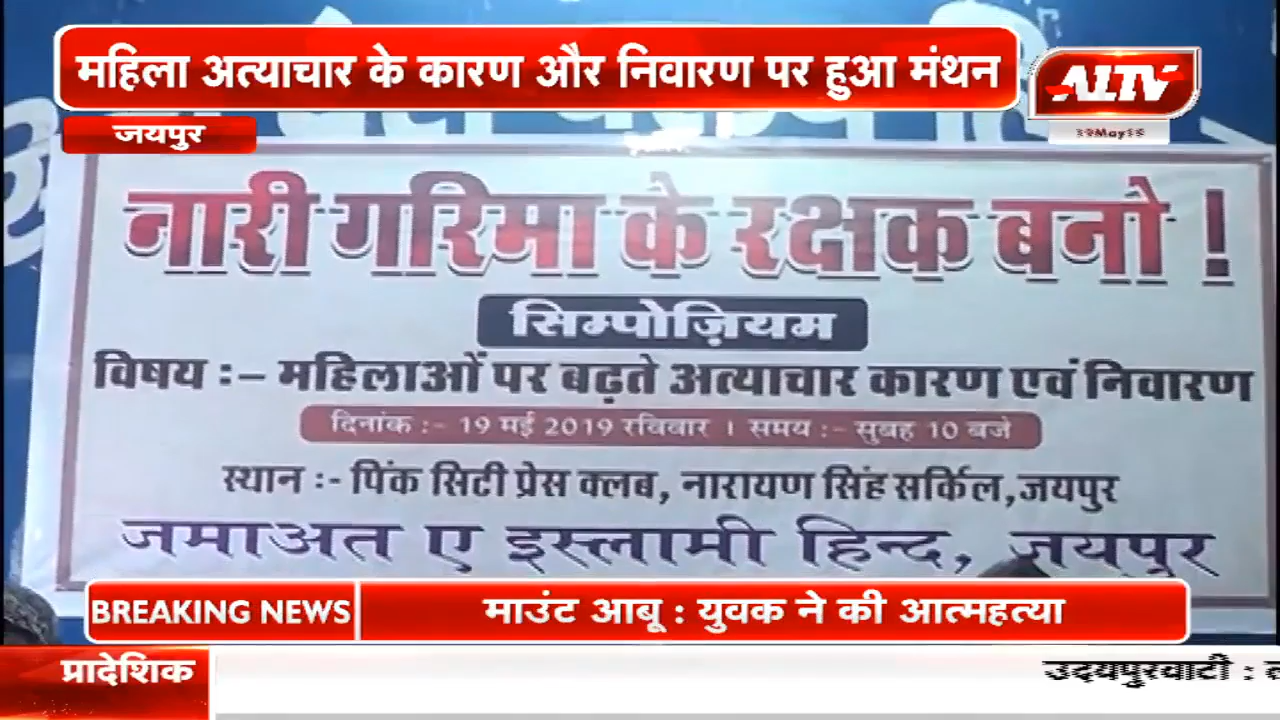 महिला अत्याचार के कारण और निवारण पर हुआ मंथन
ALTV
जयपुर
नारी गरिमा के रक्षक बनो !
सिम्पोज़ियम
विषय :– महिलाओं पर बढ़ते अत्याचार कारण एवं निवारण
दिनांक :- 19 मई 2019 रविवार । समय :- सुबह 10 बजे
स्थान :- पिंक सिटी प्रेस क्लब, नारायण सिंह सर्किल,जयपुर
जमाअत ए इस्लामी हिन्द, जयपुर
BREAKING NEWS
माउंट आबू : युवक ने की आत्महत्या
प्रादेशिक
उदयपुरवाटी :